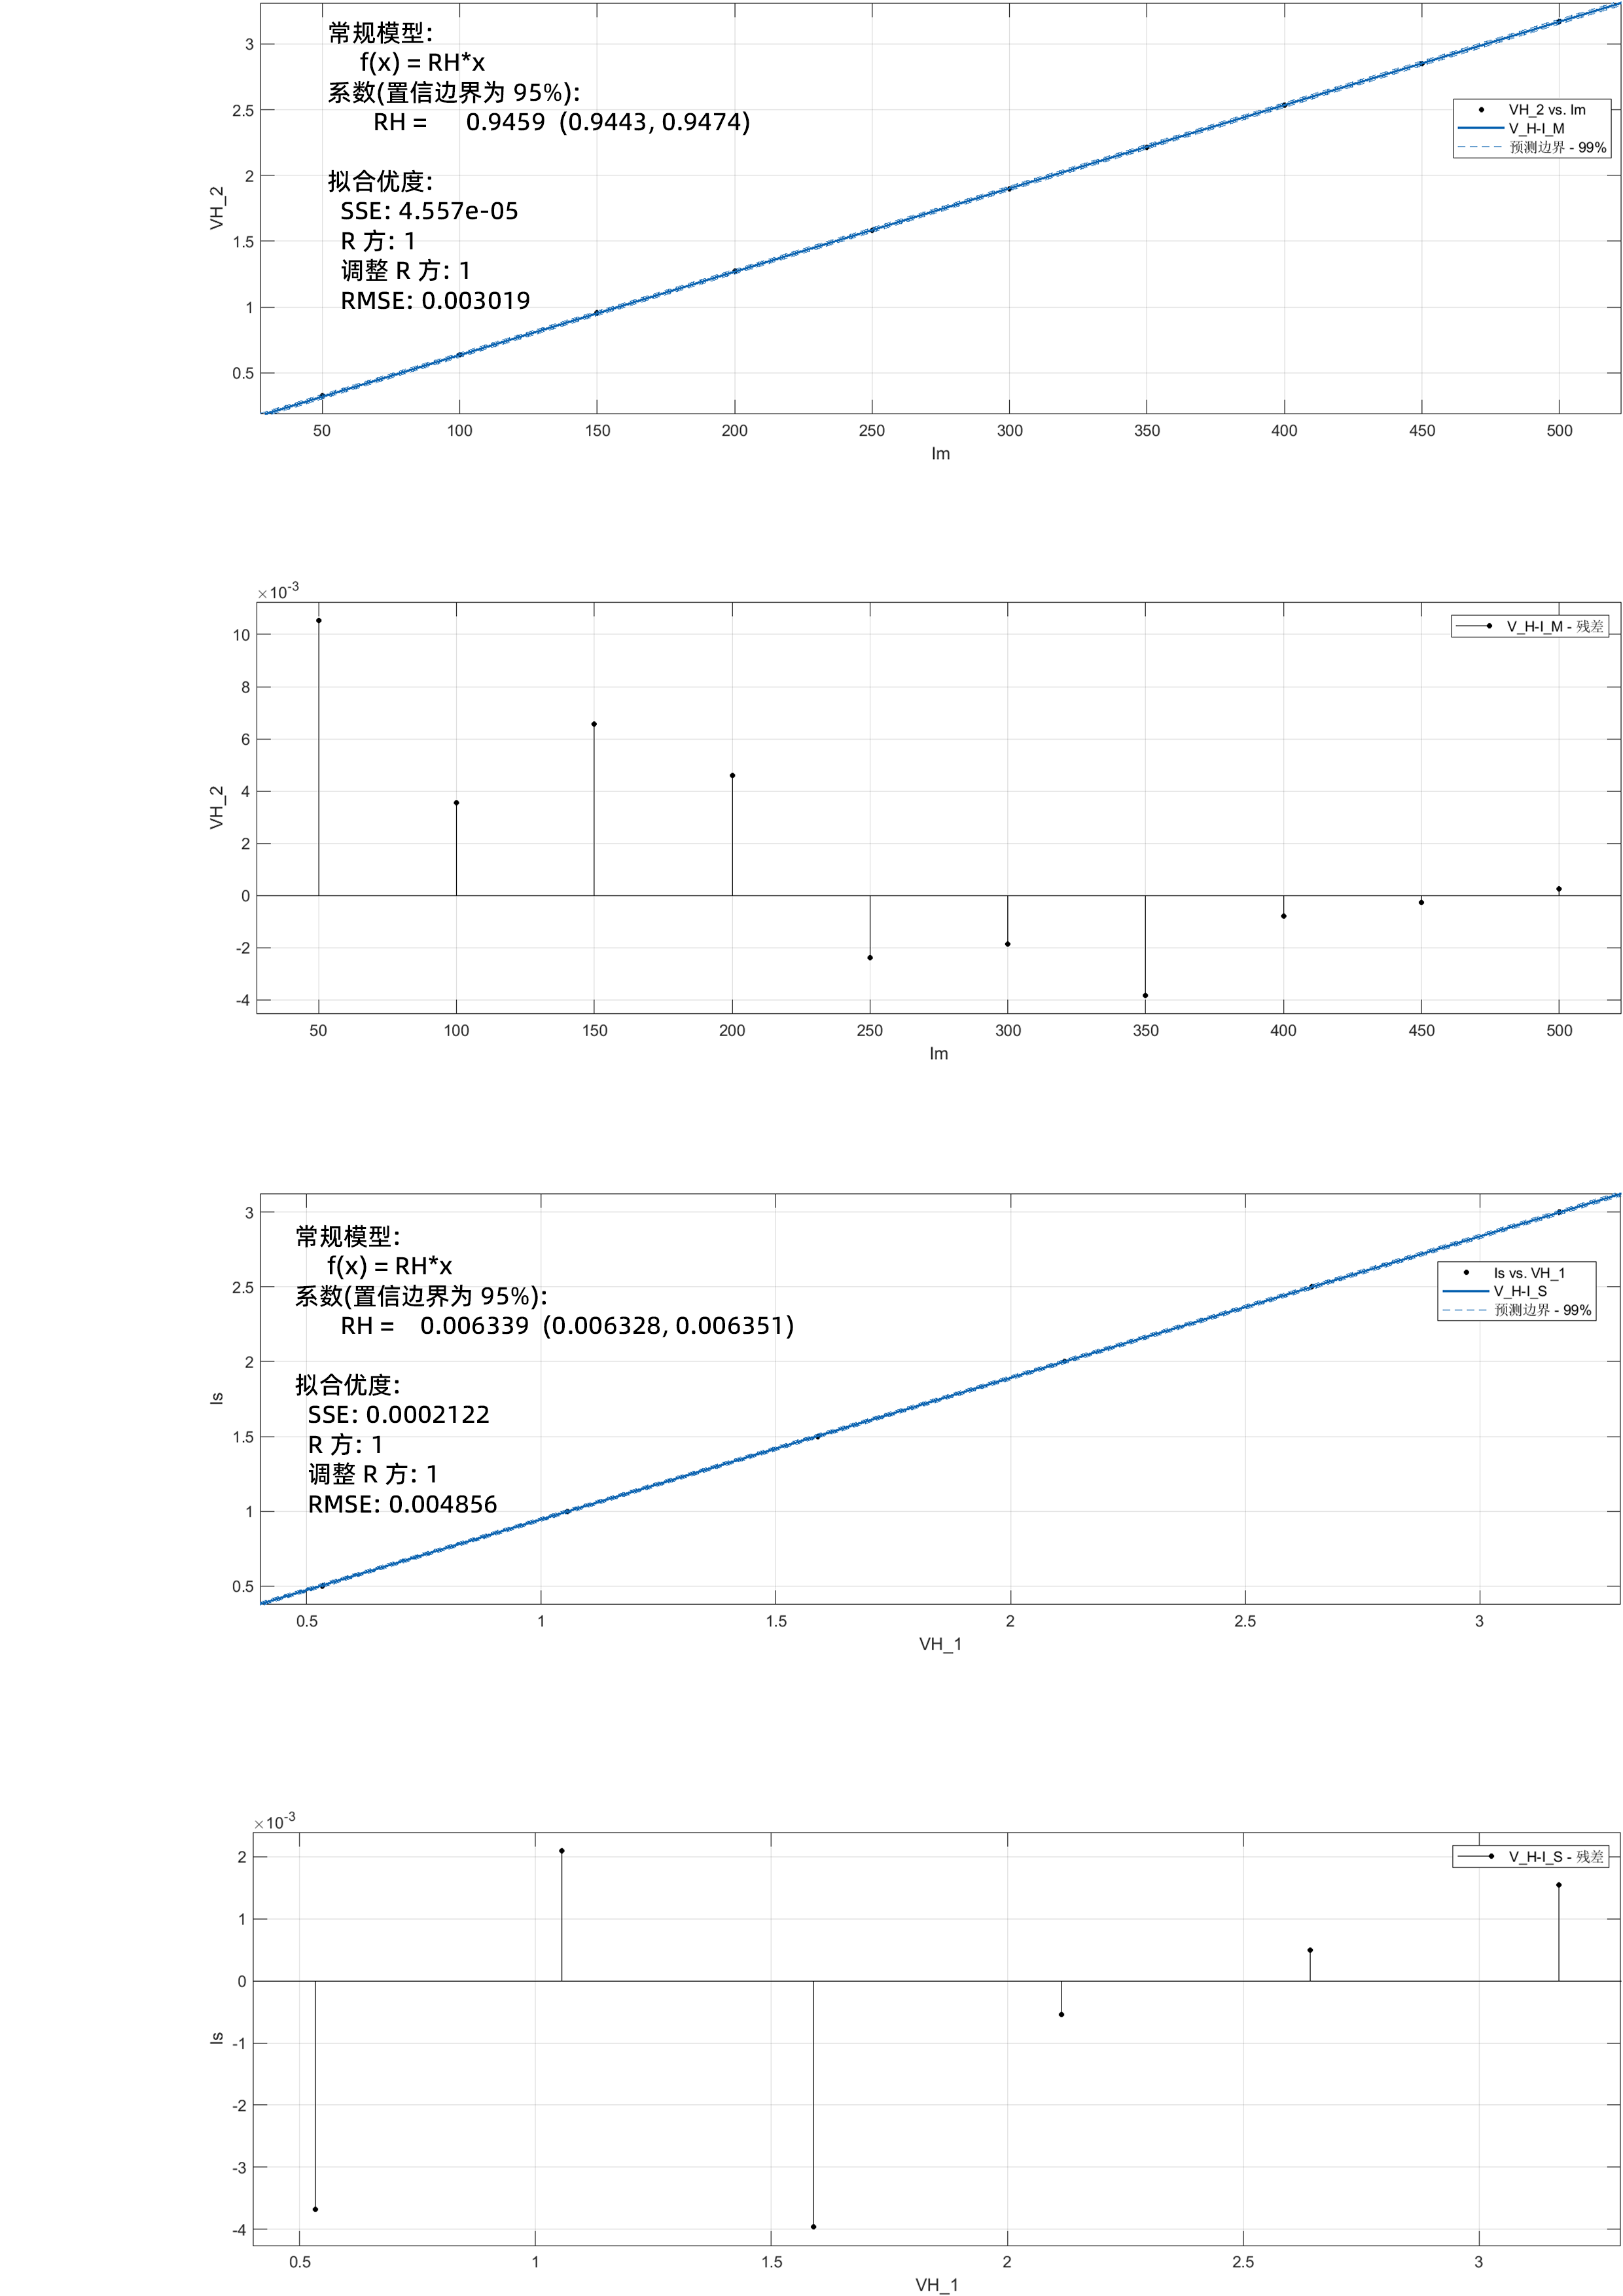 常规模型:
f(x) = RH*x
系数(置信边界为 95%):
RH = 0.9459 (0.9443, 0.9474)
拟合优度:
SSE: 4.557e-05
R 方: 1
调整 R 方: 1
RMSE: 0.003019
VH_2 vs. Im
V_H-I_M
预测边界 - 99%
3
2.5
2
1.5
1
0.5
VH_2
50 100 150 200 250 300 350 400 450 500
Im
×10-3
V_H-I_M - 残差
10
8
6
4
2
0
-2
-4
VH_2
50 100 150 200 250 300 350 400 450 500
Im
常规模型:
f(x) = RH*x
系数(置信边界为 95%):
RH = 0.006339 (0.006328, 0.006351)
拟合优度:
SSE: 0.0002122
R 方: 1
调整 R 方: 1
RMSE: 0.004856
Is vs. VH_1
V_H-I_S
预测边界 - 99%
3
2.5
2
1.5
1
0.5
Is
0.5 1 1.5 2 2.5 3
VH_1
×10-3
V_H-I_S - 残差
2
1
0
-1
-2
-3
-4
Is
0.5 1 1.5 2 2.5 3
VH_1